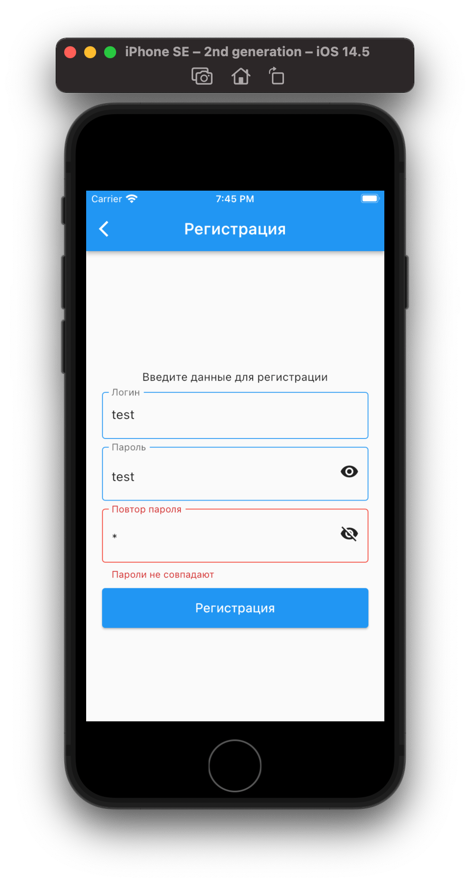 iPhone SE – 2nd generation – iOS 14.5
Carrier 7:45 PM
Регистрация
Введите данные для регистрации
Логин
test
Пароль
test
Повтор пароля
*
Пароли не совпадают
Регистрация